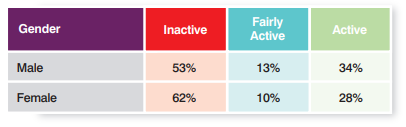 Gender Inactive Fairly Active Active
Male 53% 13% 34%
Female 62% 10% 28%